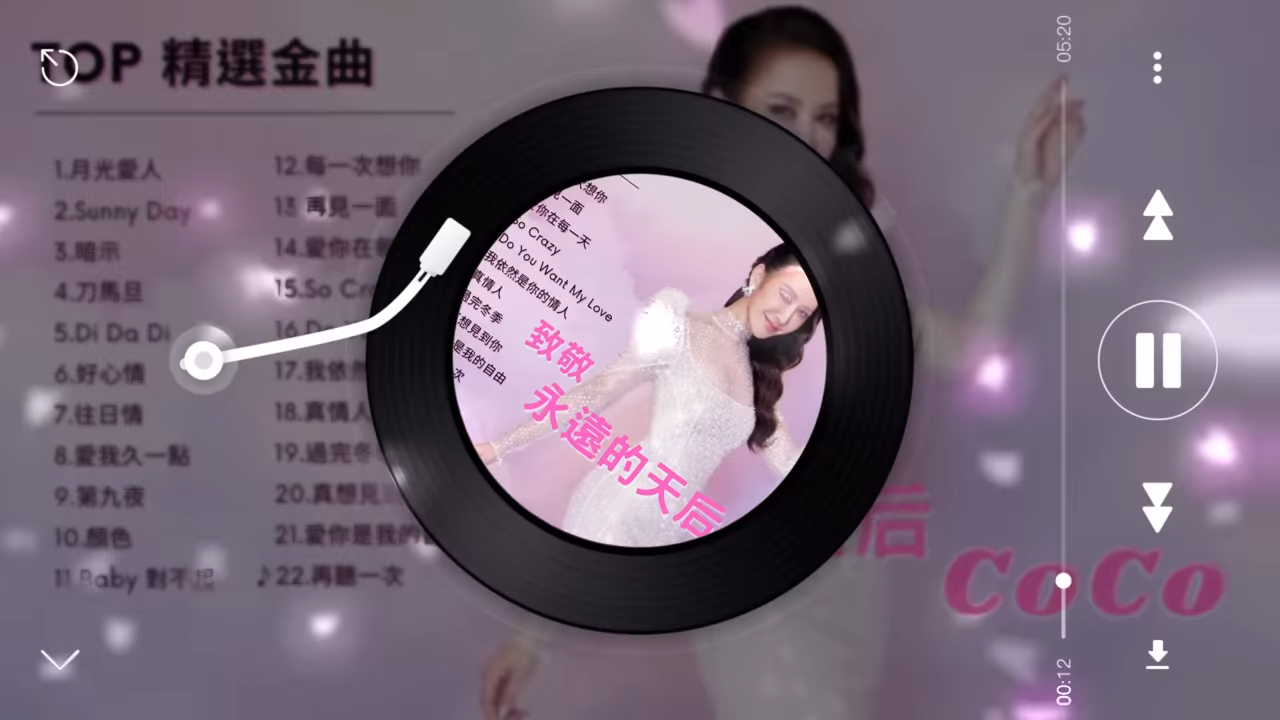 TOP 精選金曲
1.月光愛人
2.Sunny Day
3.暗示
4.刀馬旦
5.Di Da Di
6.好心情
7.往日情
8.愛我久一點
9.第九夜
10.顏色
11.Baby 對不起
12.每一次想你
13.再見一面
14.愛你在每
15.So Cr
16.Do
17.我依然
18.真情人
19.過完冬
20.真想見
21.愛你是我的
♪22.再聽一次
想你
見一面
你在每一天
So Crazy
Do You Want My Love
我依然是你的情人
真情人
過完冬季
想見到你
是我的自由
次
致敬
永遠的天后
后
CoCo
05:20
00:12